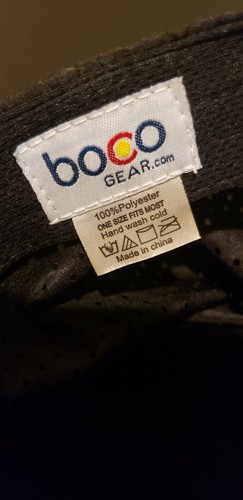 boco
GEAR.com
100%Polyester
ONE SIZE FITS MOST
Hand wash cold
Made in china